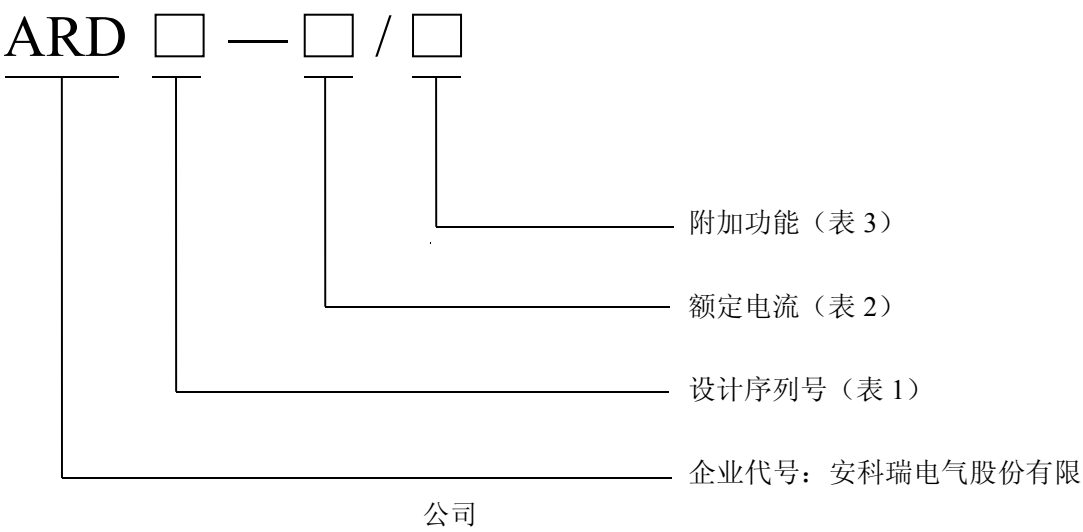 ARD □ — □ / □
附加功能（表 3）
额定电流（表 2）
设计序列号（表 1）
企业代号：安科瑞电气股份有限
公司